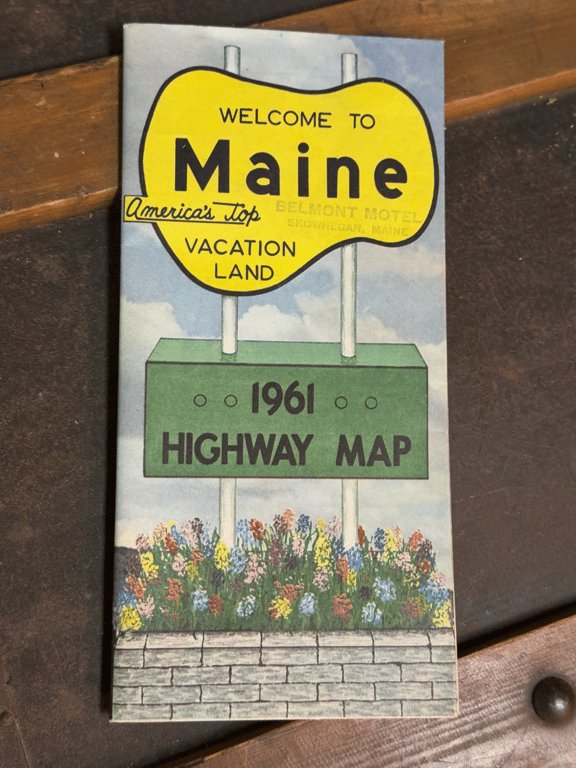 WELCOME TO
Maine
America's Top
BELMONT MOTEL
SKOWHEGAN, MAINE
VACATION
LAND
1961
HIGHWAY MAP